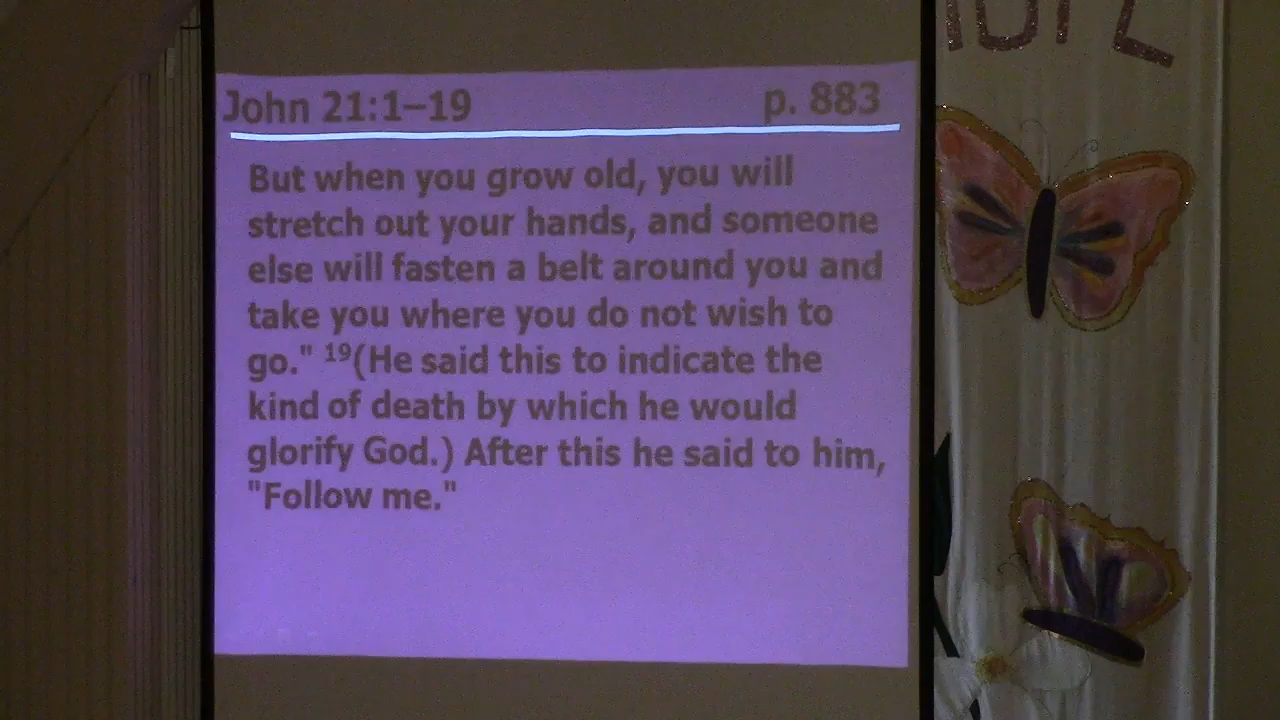 John 21:1–19 p. 883
But when you grow old, you will
stretch out your hands, and someone
else will fasten a belt around you and
take you where you do not wish to
go." 19(He said this to indicate the
kind of death by which he would
glorify God.) After this he said to him,
"Follow me."